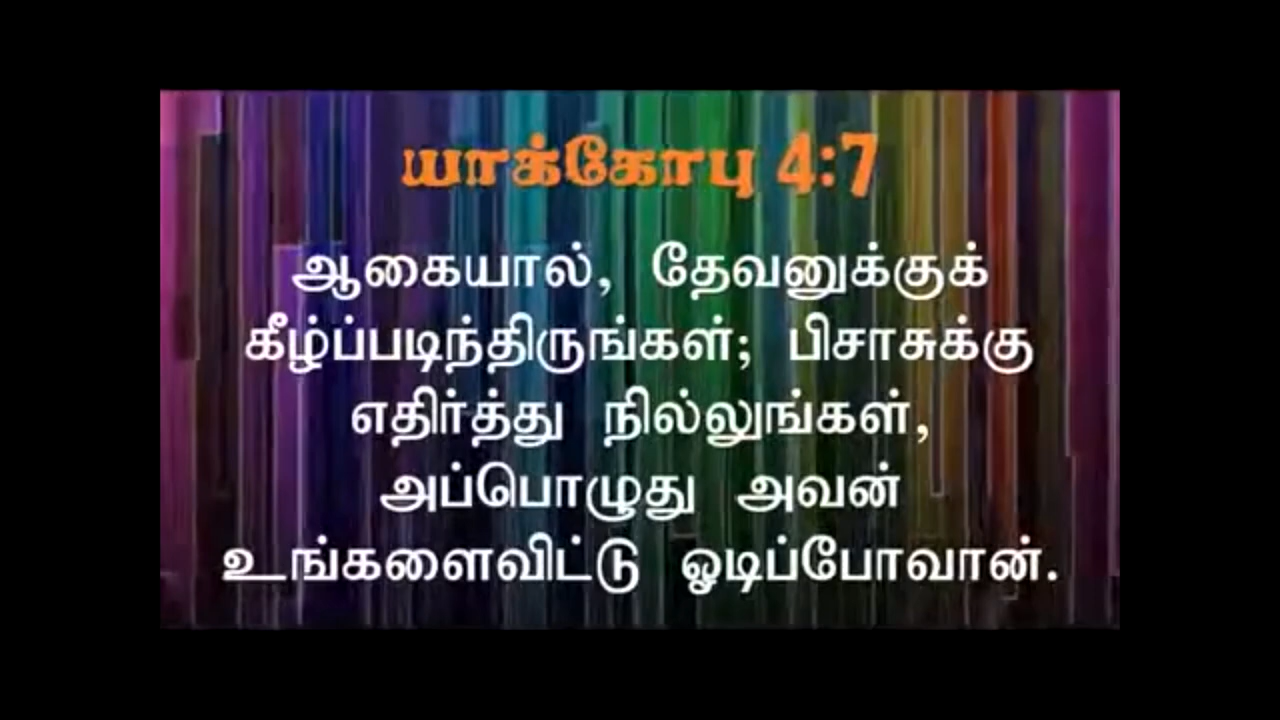 யாக்கோபு 4:7
ஆகையால், தேவனுக்குக்
கீழ்ப்படிந்திருங்கள்; பிசாசுக்கு
எதிர்த்து நில்லுங்கள்,
அப்பொழுது அவன்
உங்களைவிட்டு ஓடிப்போவான்.